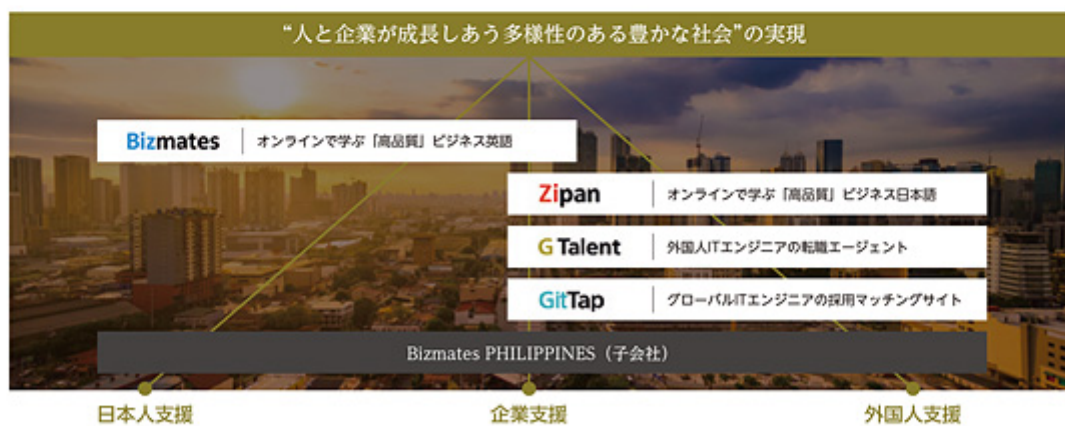 “人と企業が成長しあう多様性のある豊かな社会”の実現
Bizmates オンラインで学ぶ「高品質」ビジネス英語
Zipan オンラインで学ぶ「高品質」ビジネス日本語
G Talent 外国人ITエンジニアの転職エージェント
GitTap グローバルITエンジニアの採用マッチングサイト
Bizmates PHILIPPINES（子会社）
日本人支援 企業支援 外国人支援